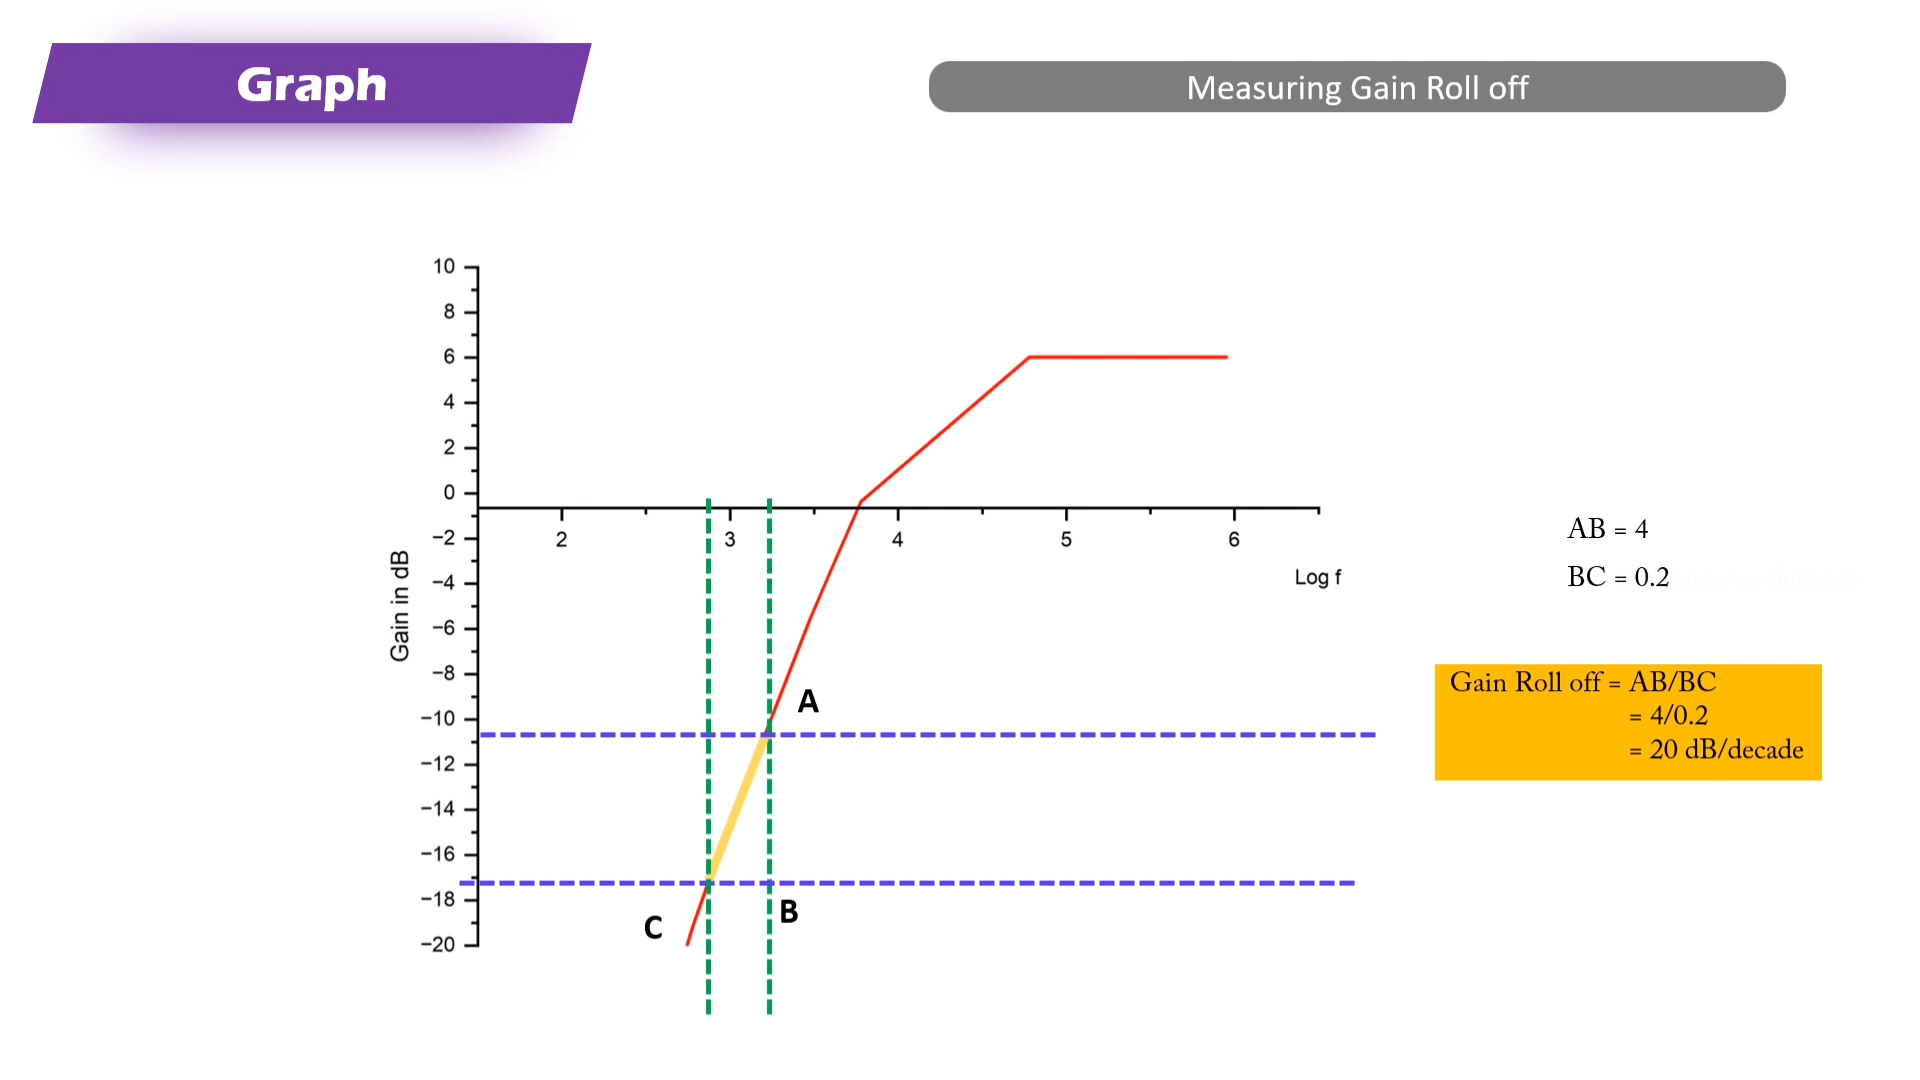 Graph
Measuring Gain Roll off
10
8
6
4
2
0
−2
−4
−6
−8
−10
−12
−14
−16
−18
−20
Gain in dB
2 3 4 5 6
Log f
A
B
C
AB = 4
BC = 0.2
Gain Roll off = AB/BC
= 4/0.2
= 20 dB/decade